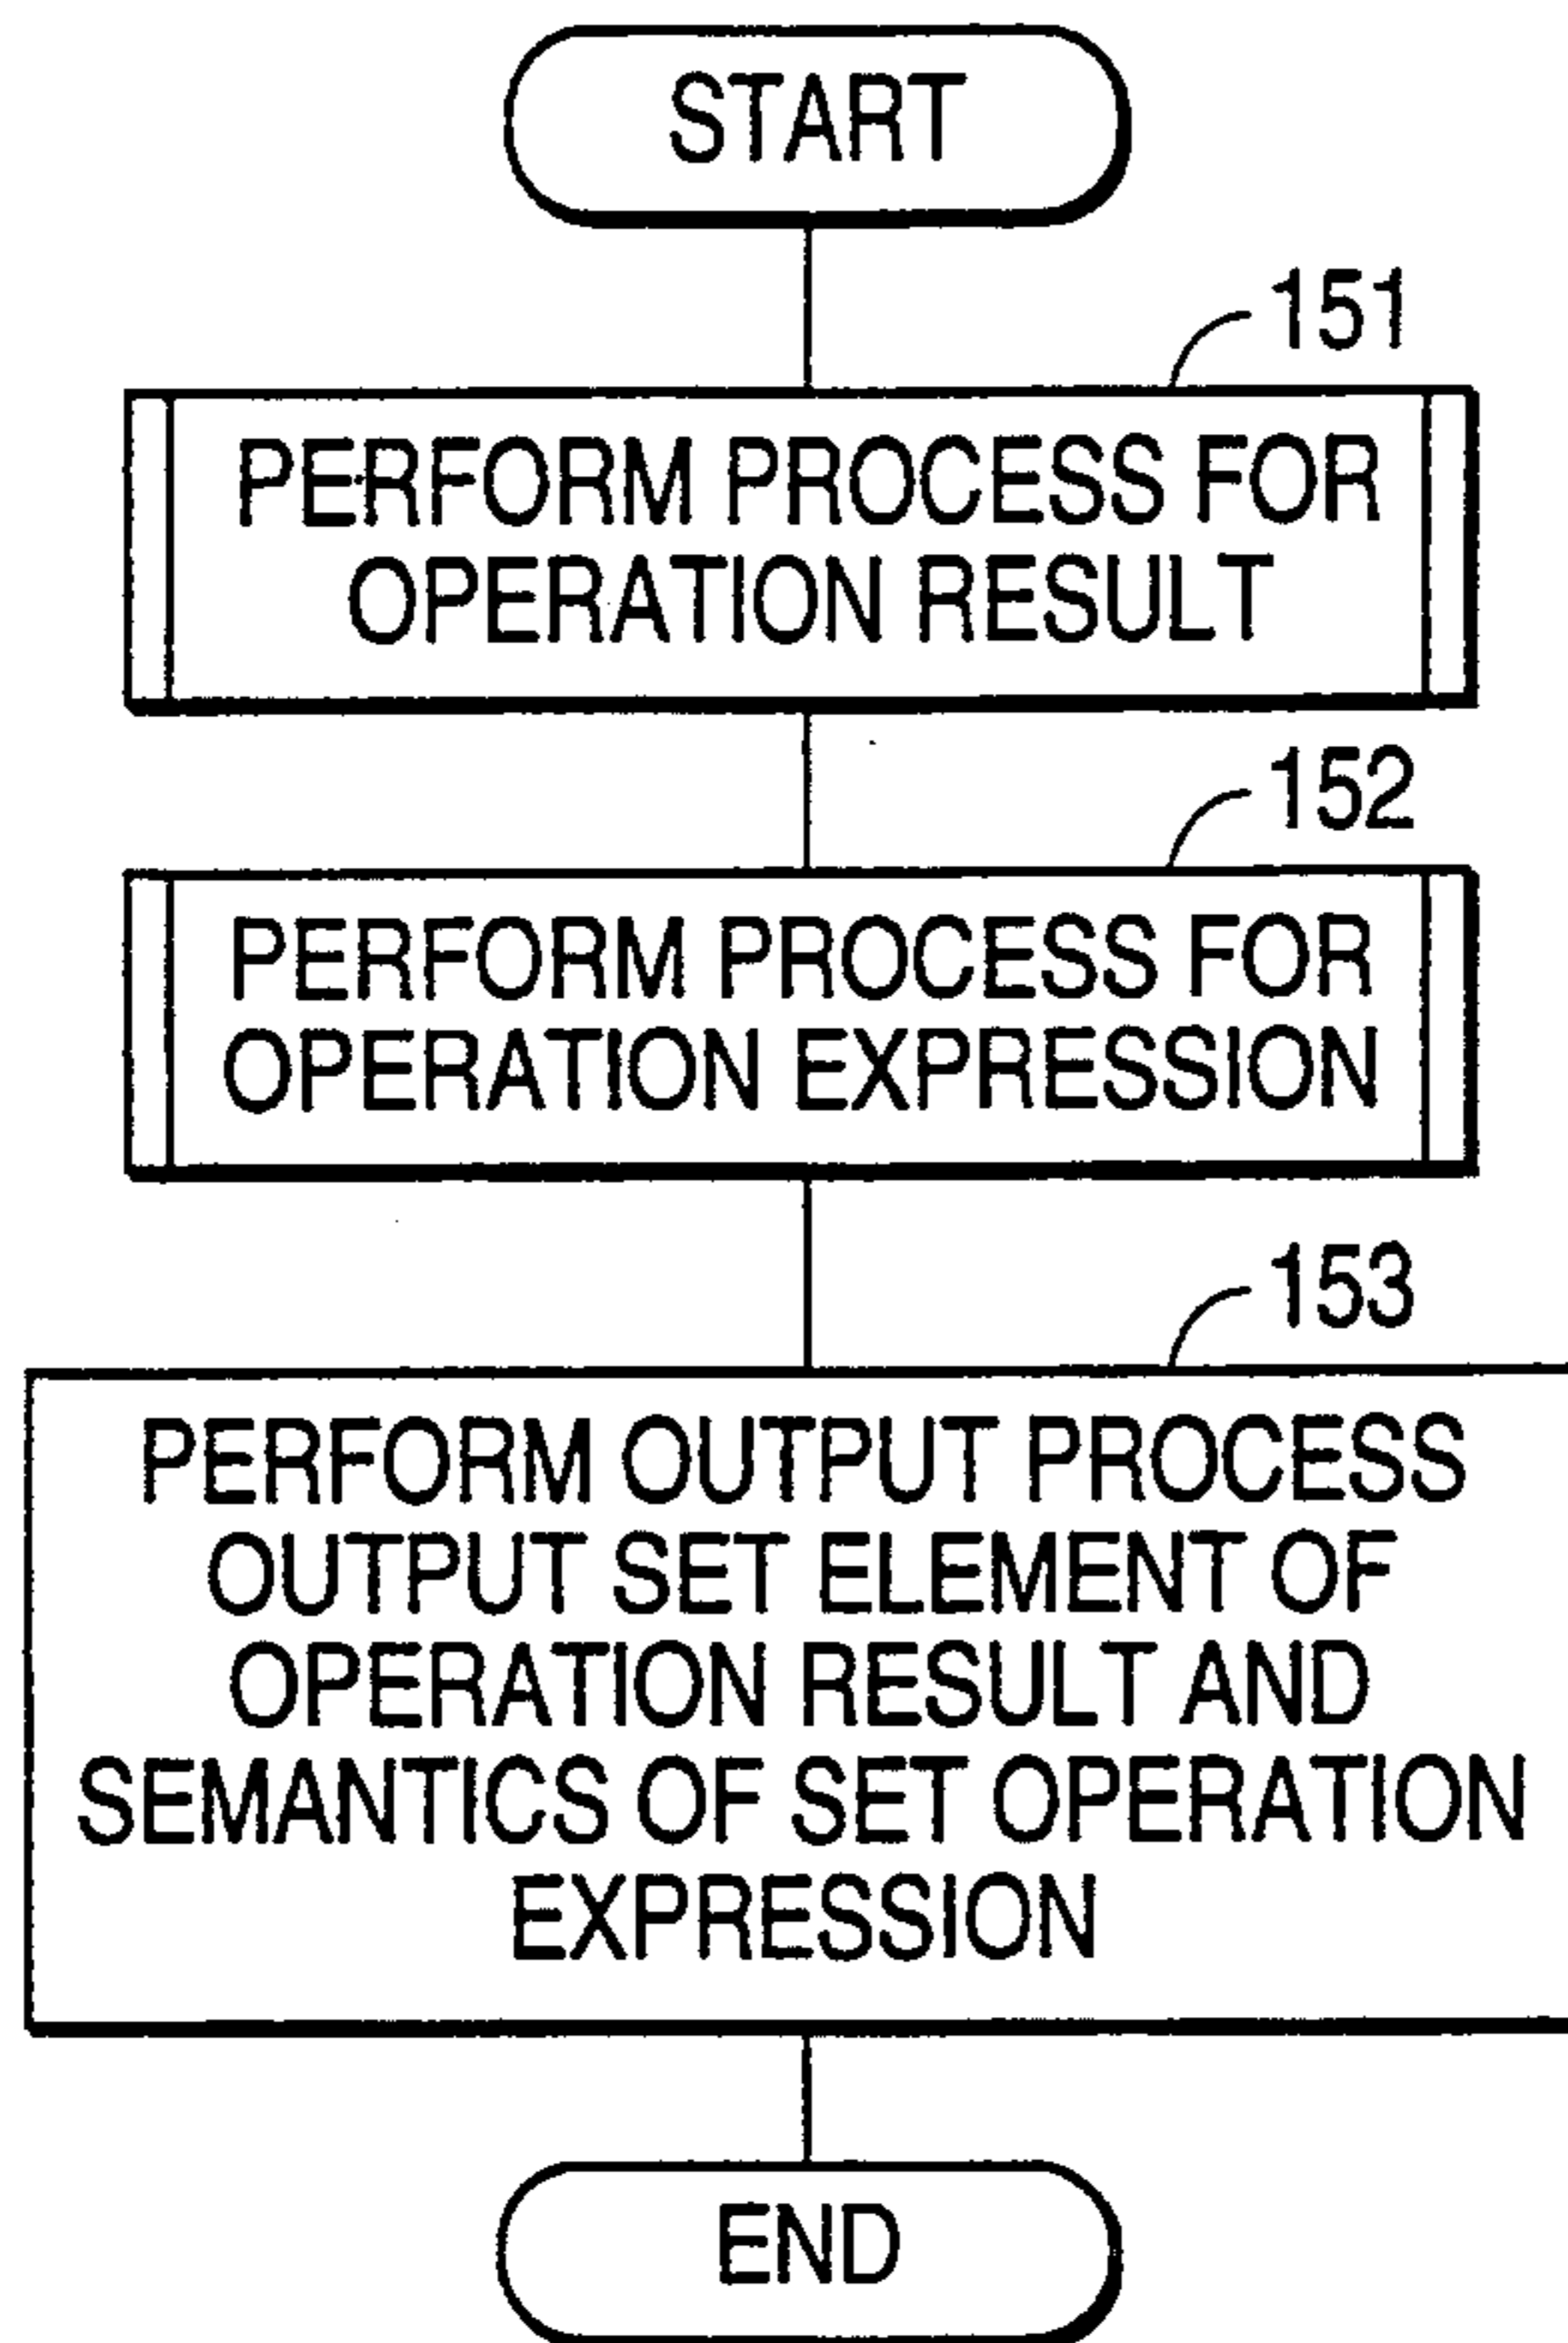 START
151
PERFORM PROCESS FOR
OPERATION RESULT
152
PERFORM PROCESS FOR
OPERATION EXPRESSION
153
PERFORM OUTPUT PROCESS
OUTPUT SET ELEMENT OF
OPERATION RESULT AND
SEMANTICS OF SET OPERATION
EXPRESSION
END